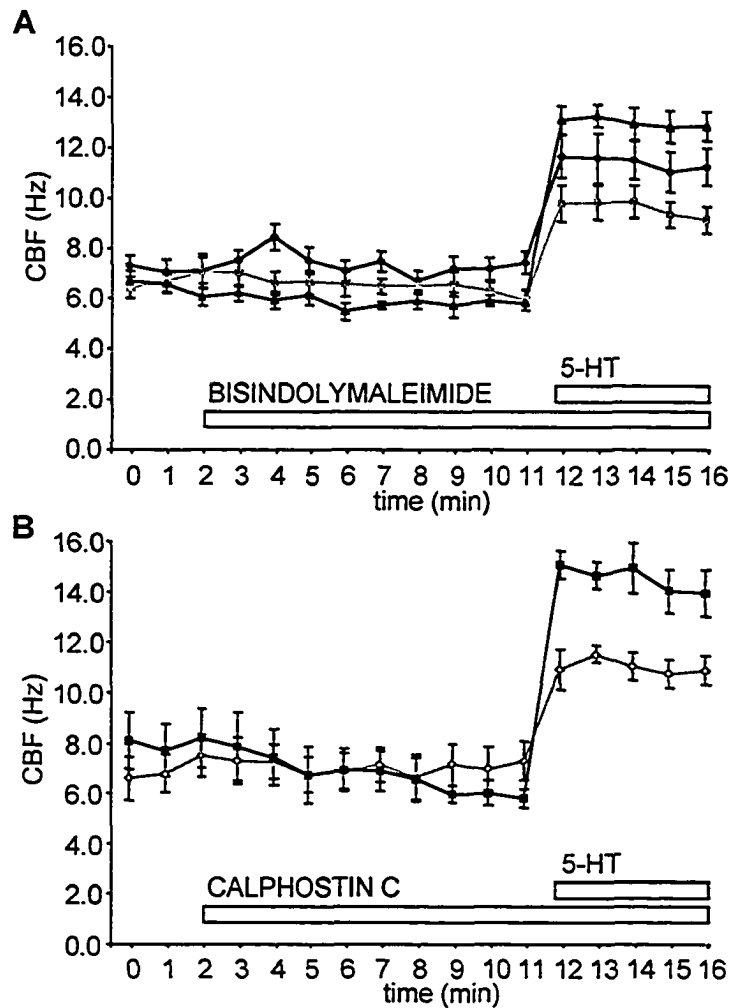 A
16.0
14.0
12.0
10.0
8.0
6.0
4.0
2.0
0.0
CBF (Hz)
5-HT
BISINDOLYMALEIMIDE
0 1 2 3 4 5 6 7 8 9 10 11 12 13 14 15 16
time (min)
B
16.0
14.0
12.0
10.0
8.0
6.0
4.0
2.0
0.0
CBF (Hz)
5-HT
CALPHOSTIN C
0 1 2 3 4 5 6 7 8 9 10 11 12 13 14 15 16
time (min)